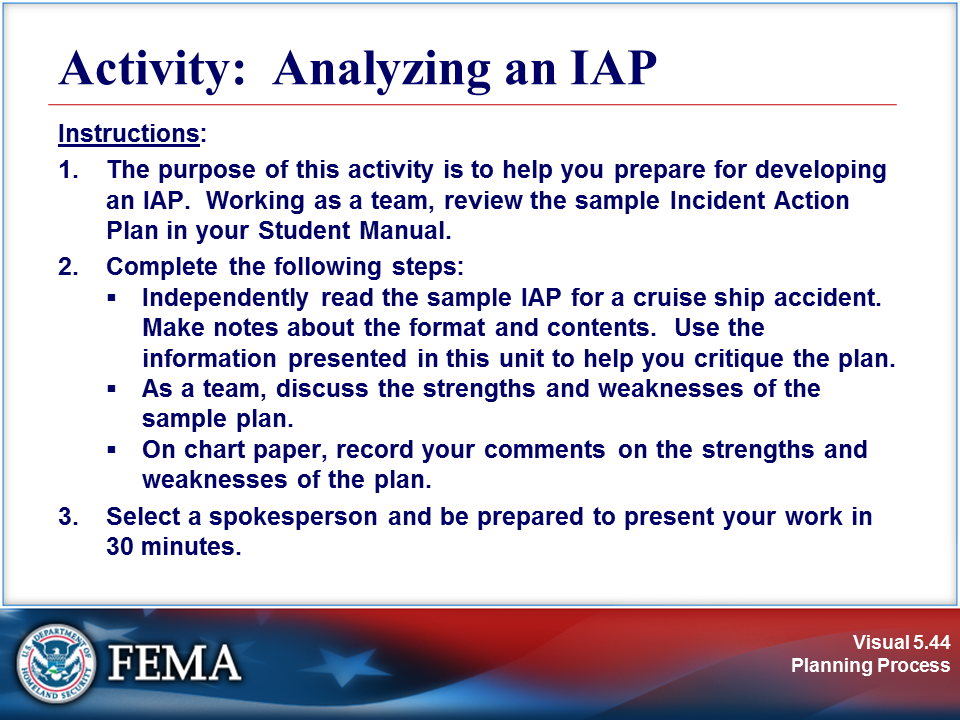 Activity:  Analyzing an IAP
Instructions:
1. The purpose of this activity is to help you prepare for developing
an IAP.  Working as a team, review the sample Incident Action
Plan in your Student Manual.
2. Complete the following steps:
▪ Independently read the sample IAP for a cruise ship accident.
Make notes about the format and contents.  Use the
information presented in this unit to help you critique the plan.
▪ As a team, discuss the strengths and weaknesses of the
sample plan.
▪ On chart paper, record your comments on the strengths and
weaknesses of the plan.
3. Select a spokesperson and be prepared to present your work in
30 minutes.
U.S. DEPARTMENT OF
HOMELAND SECURITY
FEMA
Visual 5.44
Planning Process